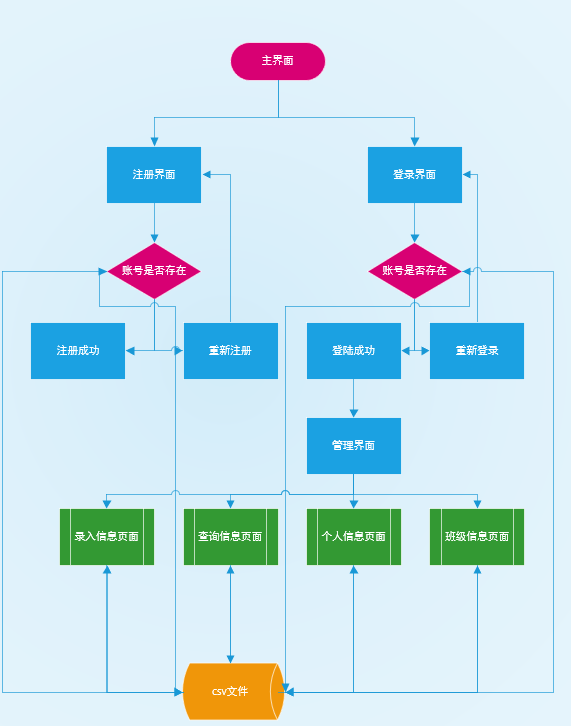 主界面
注册界面
登录界面
账号是否存在
账号是否存在
注册成功
重新注册
登陆成功
重新登录
管理界面
录入信息页面
查询信息页面
个人信息页面
班级信息页面
csv文件